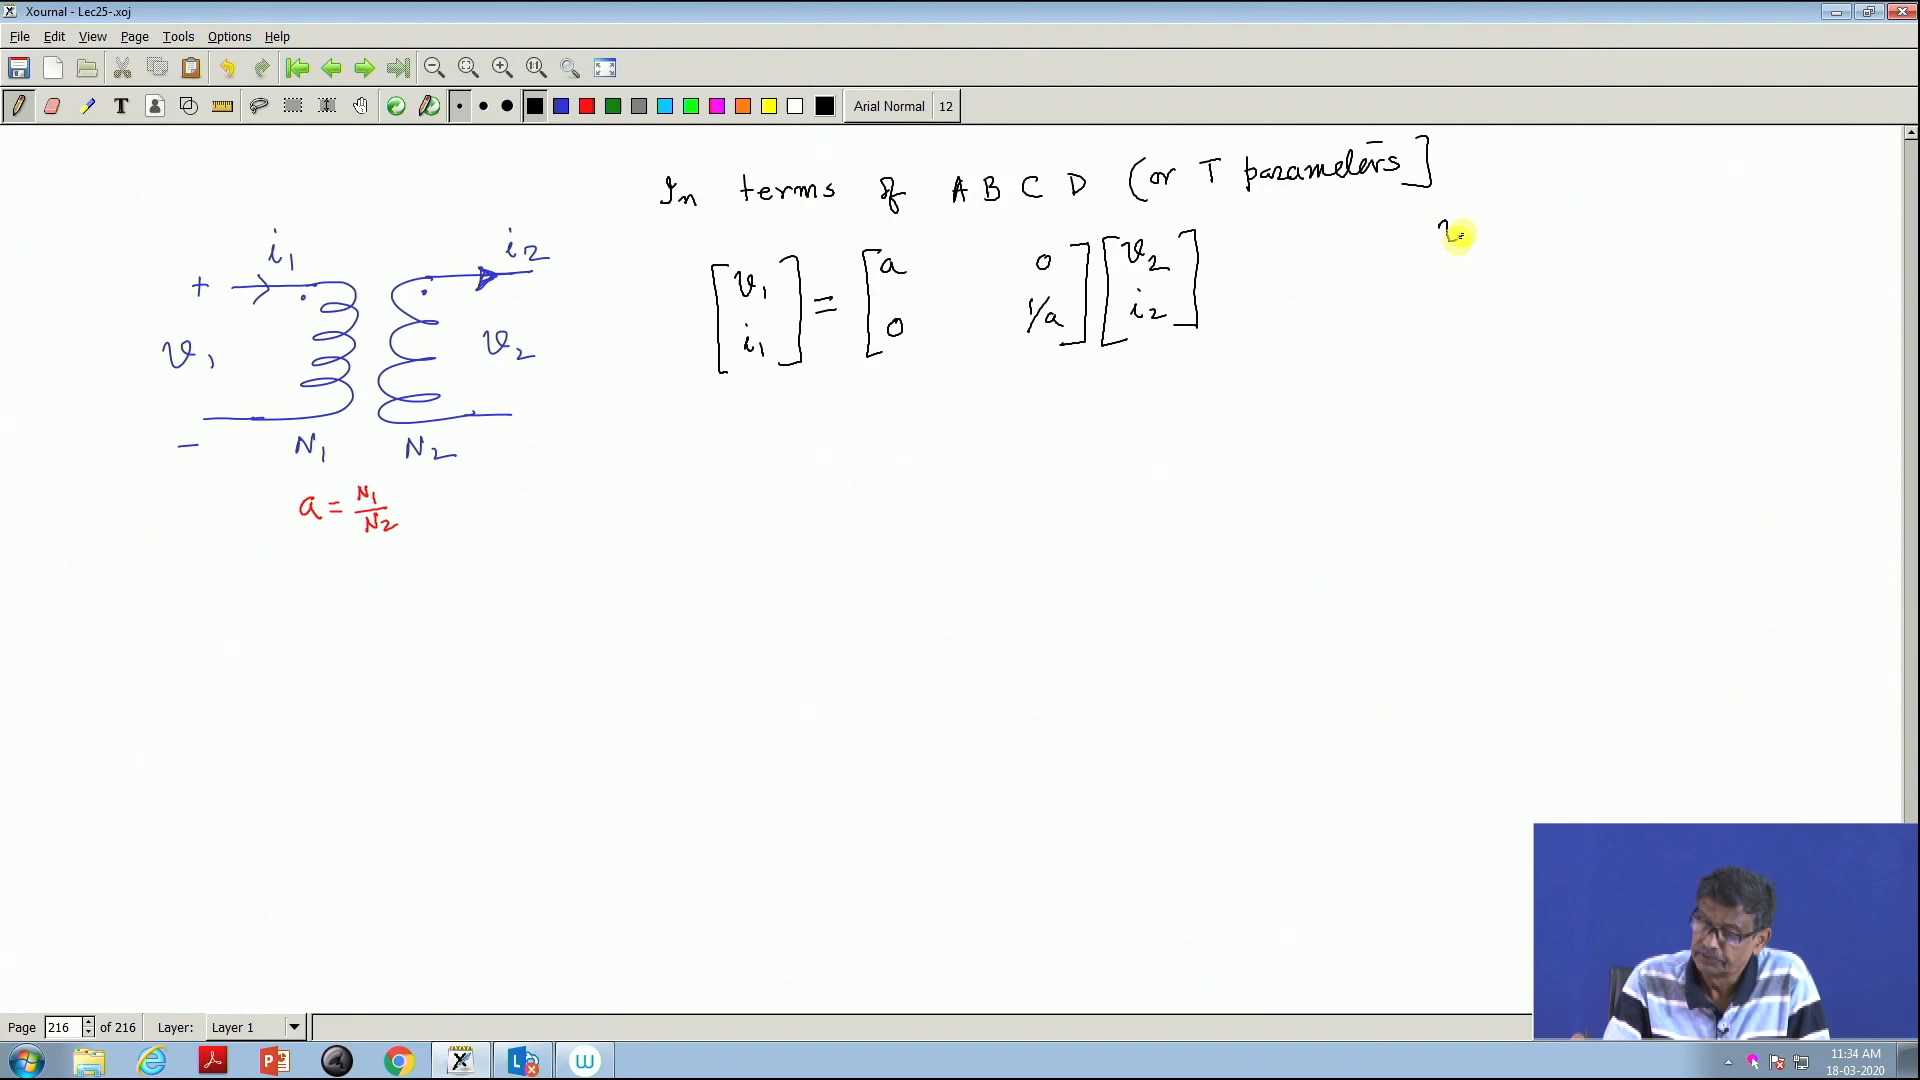 Xournal - Lec25-.xoj
File Edit View Page Tools Options Help
Arial Normal 12
In terms of A B C D (or T parameters]
[v1 i1] = [a 0 0 1/a] [v2 i2]
i1 i2
+
v1 v2
-
N1 N2
a = N1/N2
Page 216 of 216 Layer: Layer 1
11:34 AM
18-03-2020